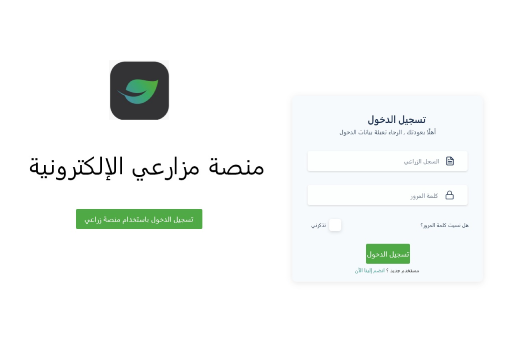 منصة مزارعي الإلكترونية
تسجيل الدخول باستخدام منصة زراعي
تسجيل الدخول
أهلًا بعودتك , الرجاء تعبئة بيانات الدخول
السجل الزراعي
كلمة المرور
هل نسيت كلمة المرور؟
تذكرني
تسجيل الدخول
مستخدم جديد ؟ انضم إلينا الآن